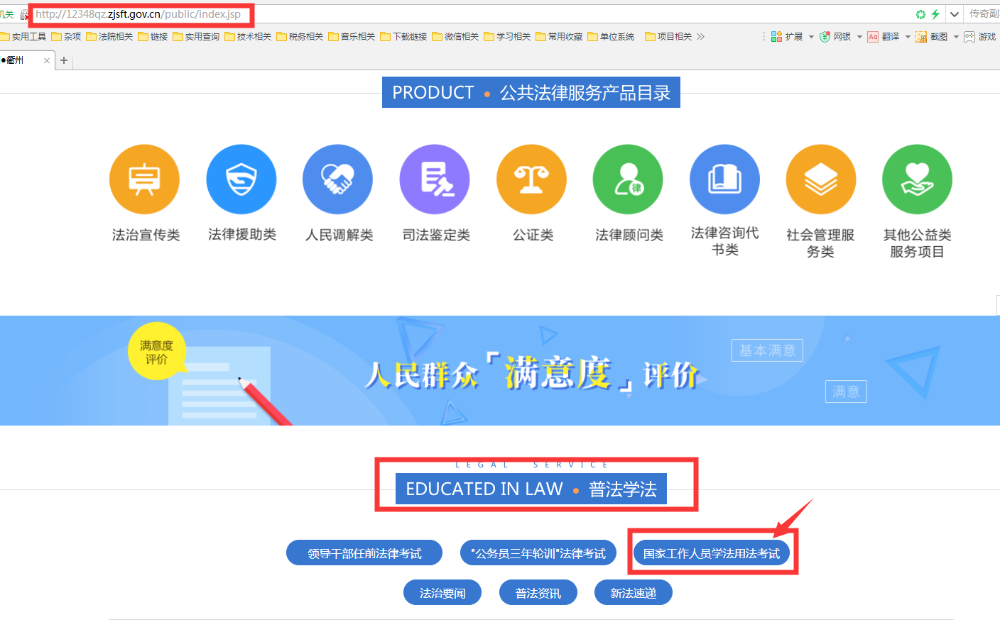 机关 http://12348qz.zjsft.gov.cn/public/index.jsp 传奇副
实用工具 杂项 法院相关 链接 实用查询 技术相关 税务相关 音乐相关 下载链接 微信相关 学习相关 常用收藏 单位系统 项目相关 扩展 网银 Aa 翻译 截图 游戏
●衢州
PRODUCT ● 公共法律服务产品目录
律
法治宣传类 法律援助类 人民调解类 司法鉴定类 公证类 法律顾问类 法律咨询代 社会管理服 其他公益类
书类 务类 服务项目
满意度
评价
人民群众「满意度」评价
基本满意
满意
LEGAL SERVICE
EDUCATED IN LAW ● 普法学法
领导干部任前法律考试 "公务员三年轮训"法律考试 国家工作人员学法用法考试
法治要闻 普法资讯 新法速递